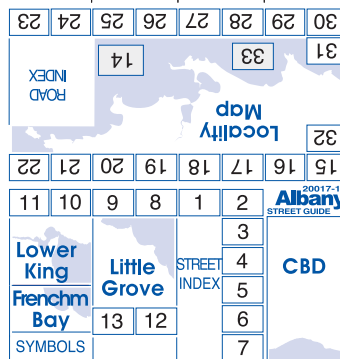 23 24 25 26 27 28 29 30
31
14 33
ROAD
INDEX
Locality
Map
32
22 21 20 19 18 17 16 15
11 10 9 8 1 2
20017-1
Albany
STREET GUIDE
3
Lower
King
Little
Grove
STREET
INDEX
4
CBD
5
Frenchm
Bay
13 12
6
SYMBOLS
7